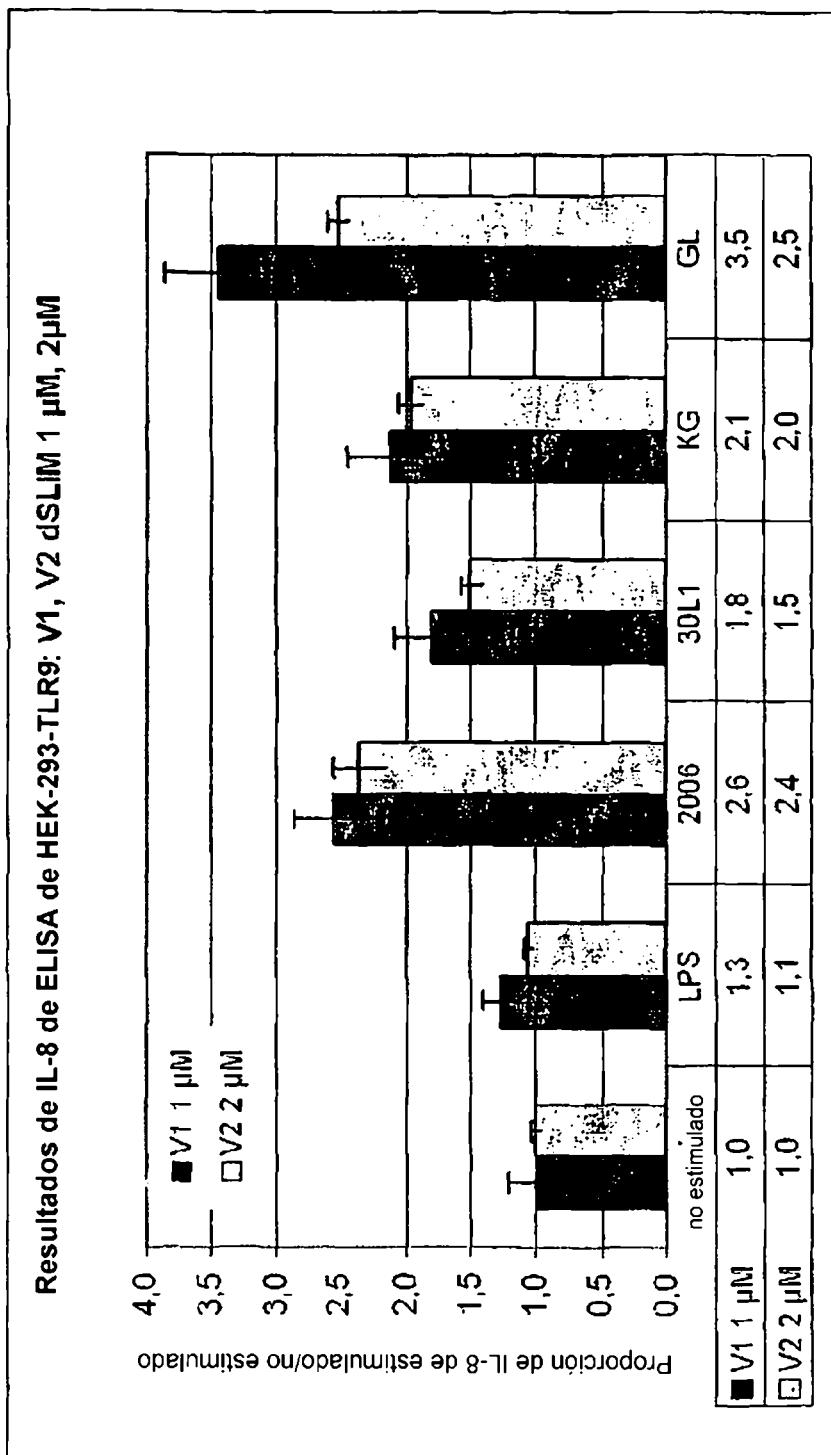 Resultados de IL-8 de ELISA de HEK-293-TLR9: V1, V2 dSLIM 1 µM, 2µM
Proporción de IL-8 de estimulado/no estimulado
4,0
3,5
3,0
2,5
2,0
1,5
1,0
0,5
0,0
V1 1 µM
V2 2 µM
no estimulado LPS 2006 30L1 KG GL
V1 1 µM 1,0 1,3 2,6 1,8 2,1 3,5
V2 2 µM 1,0 1,1 2,4 1,5 2,0 2,5